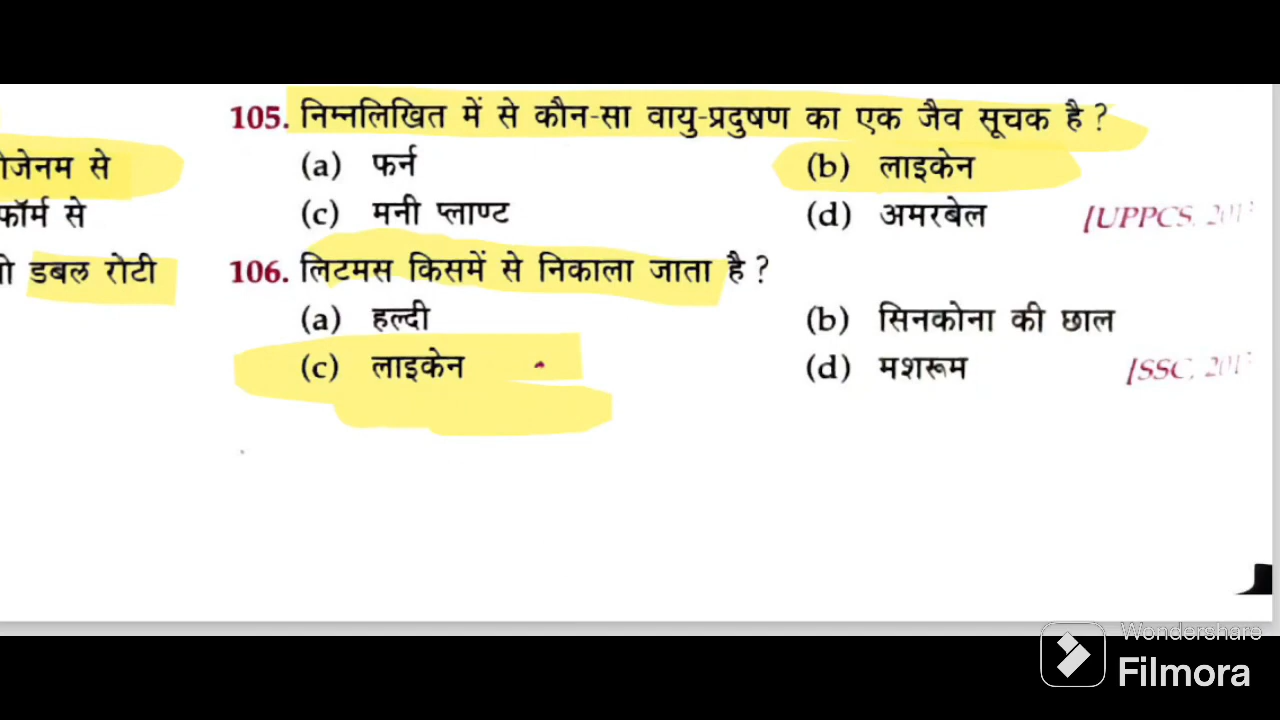 105. निम्नलिखित में से कौन-सा वायु-प्रदुषण का एक जैव सूचक है ?
(a) फर्न (b) लाइकेन
(c) मनी प्लाण्ट (d) अमरबेल [UPPCS,
106. लिटमस किसमें से निकाला जाता है ?
(a) हल्दी (b) सिनकोना की छाल
(c) लाइकेन (d) मशरूम [SSC,
से
से
डबल रोटी
Wondershare
Filmora